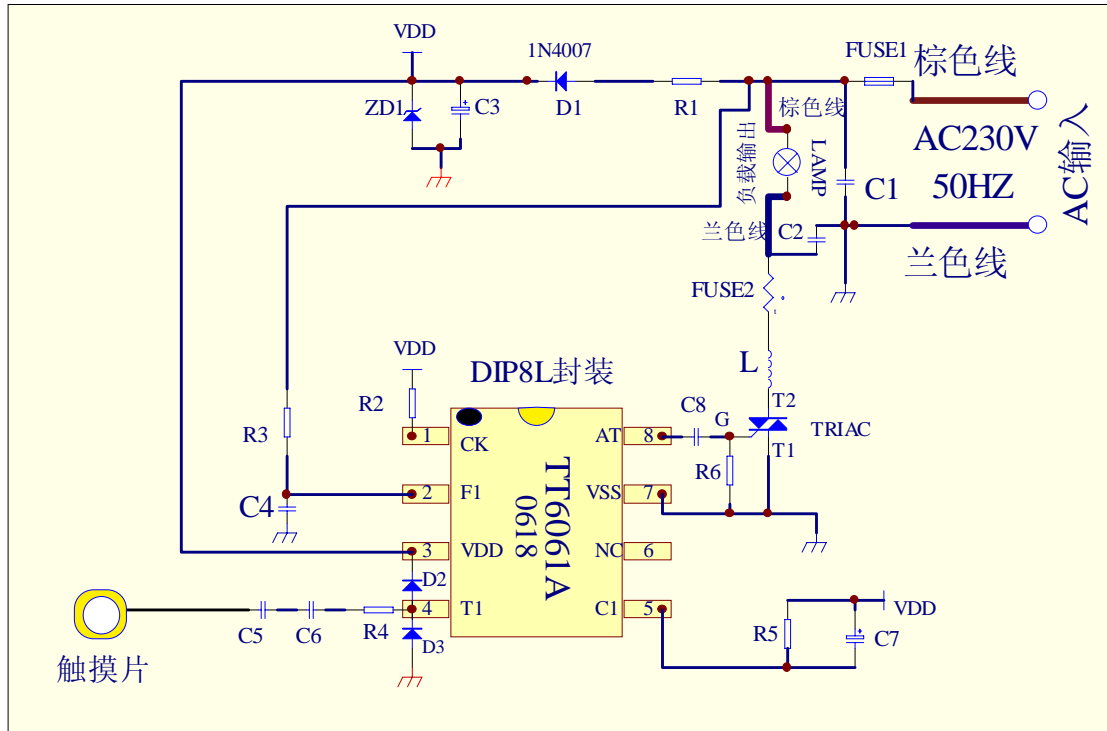 VDD
1N4007
FUSE1
棕色线
ZD1
C3
D1
R1
棕色线
AC230V
50HZ
AC输入
负载输出
LAMP
C1
兰色线
C2
兰色线
FUSE2
VDD
DIP8L封装
L
R2
T2
C8
G
TRIAC
T1
R3
1
CK
AT
8
R6
C4
2
F1
VSS
7
TT6061A
0618
3
VDD
NC
6
D2
4
T1
C1
5
VDD
C5
C6
R4
D3
R5
C7
触摸片